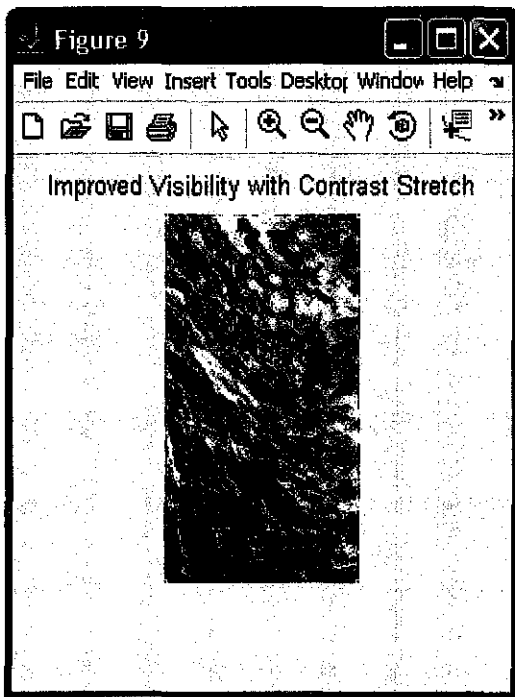 Figure 9
File Edit View Insert Tools Desktop Window Help
Improved Visibility with Contrast Stretch